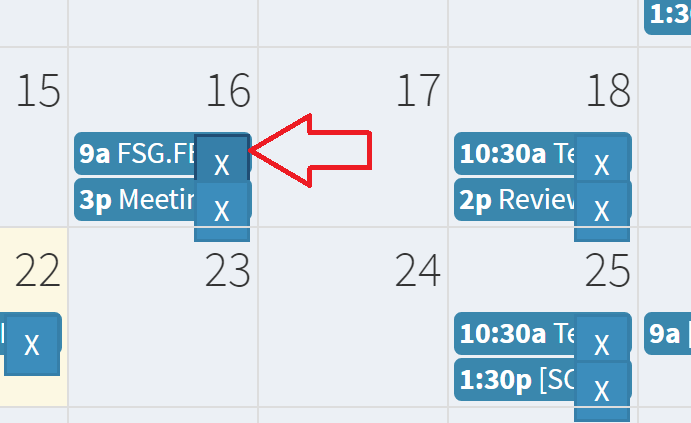 1:3
15
16
17
18
9a FSG.FE X
10:30a Te X
3p Meetin X
2p Review X
22
23
24
25
X
10:30a Te X
9a [
1:30p [SC X